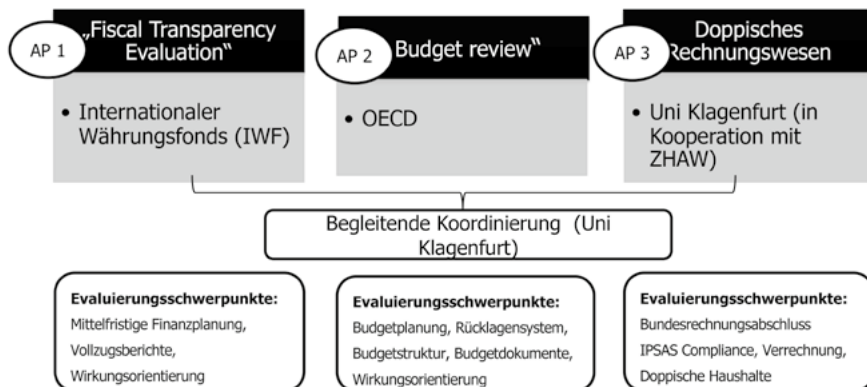 AP 1
„Fiscal Transparency
Evaluation“
• Internationaler
Währungsfonds (IWF)
AP 2
Budget review“
• OECD
AP 3
Doppisches
Rechnungswesen
• Uni Klagenfurt (in
Kooperation mit
ZHAW)
Begleitende Koordinierung (Uni
Klagenfurt)
Evaluierungsschwerpunkte:
Mittelfristige Finanzplanung,
Vollzugsberichte,
Wirkungsorientierung
Evaluierungsschwerpunkte:
Budgetplanung, Rücklagensystem,
Budgetstruktur, Budgetdokumente,
Wirkungsorientierung
Evaluierungsschwerpunkte:
Bundesrechnungsabschluss
IPSAS Compliance, Verrechnung,
Doppische Haushalte